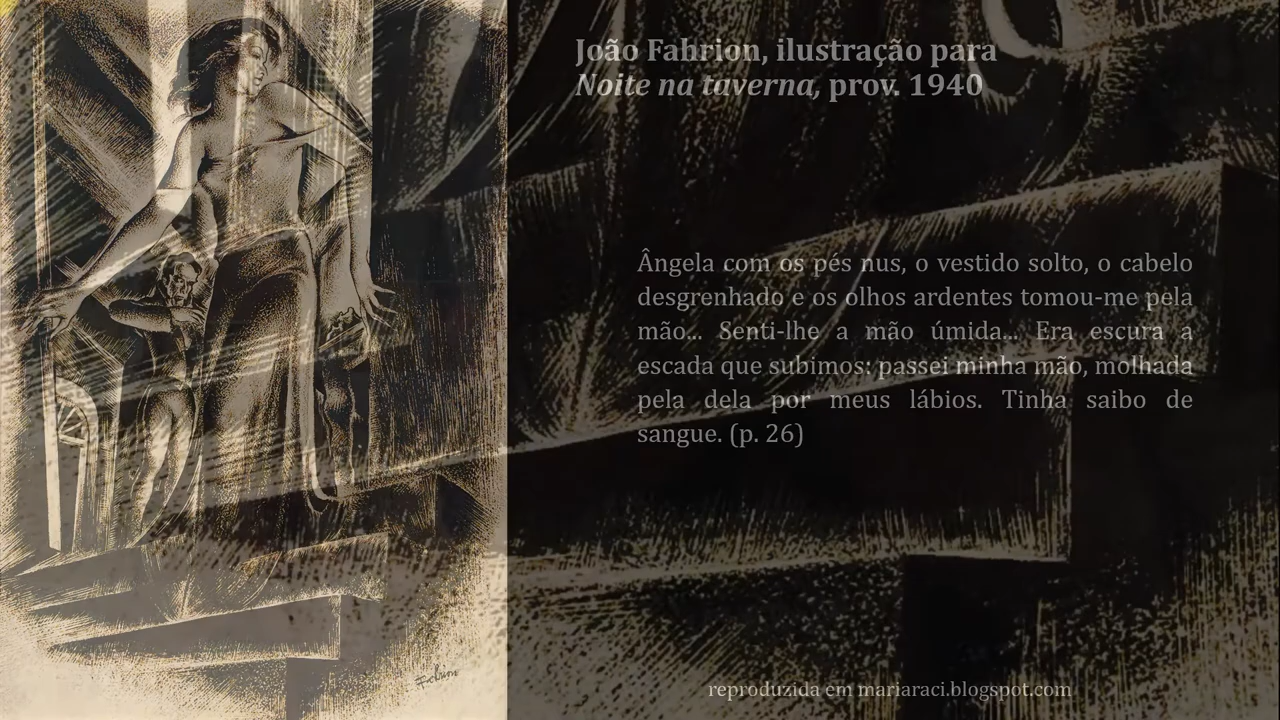 João Fahrion, ilustração para
Noite na taverna, prov. 1940
Ângela com os pés nus, o vestido solto, o cabelo
desgrenhado e os olhos ardentes tomou-me pela
mão... Senti-lhe a mão úmida... Era escura a
escada que subimos: passei minha mão, molhada
pela dela por meus lábios. Tinha saibo de
sangue. (p. 26)
Fahrion
reproduzida em mariaraci.blogspot.com